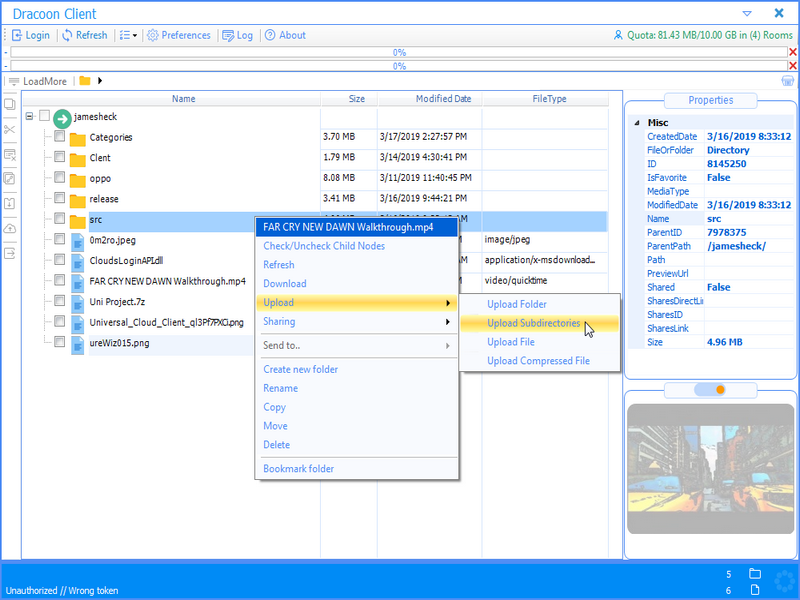 Dracoon Client
Login Refresh Preferences Log About Quota: 81.43 MB/10.00 GB in (4) Rooms
0%
0%
LoadMore
Name Size Modified Date FileType
jamesheck
Categories 3.70 MB 3/17/2019 2:27:57 PM
Clent 1.79 MB 3/14/2019 4:30:41 PM
oppo 8.08 MB 3/11/2019 11:40:45 PM
release 3.41 MB 3/16/2019 9:44:21 PM
src
0m2ro.jpeg image/jpeg
CloudsLoginAPI.dll application/x-msdownload...
FAR CRY NEW DAWN Walkthrough.mp4 video/quicktime
Uni Project.7z
Universal_Cloud_Client_ql3Pf7PXCi.png
ureWiz015.png
FAR CRY NEW DAWN Walkthrough.mp4
Check/Uncheck Child Nodes
Refresh
Download
Upload
Sharing
Send to..
Create new folder
Rename
Copy
Move
Delete
Bookmark folder
Upload Folder
Upload Subdirectories
Upload File
Upload Compressed File
Properties
Misc
CreatedDate 3/16/2019 8:33:12
FileOrFolder Directory
ID 8145250
IsFavorite False
MediaType
ModifiedDate 3/16/2019 8:33:12
Name src
ParentID 7978375
ParentPath /jamesheck/
Path
PreviewUrl
Shared False
SharesDirectLin
SharesID
SharesLink
Size 4.96 MB
5
6
Unauthorized // Wrong token